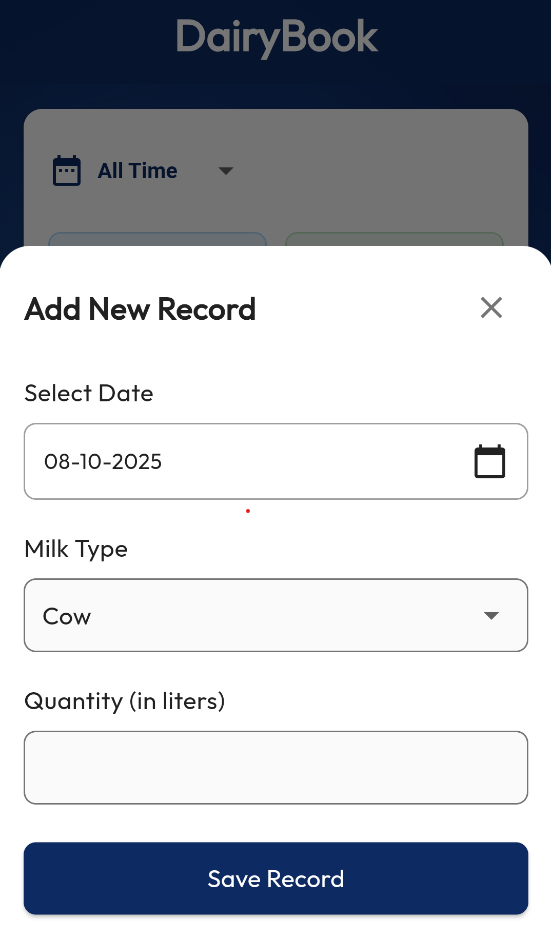 DairyBook
All Time
Add New Record
Select Date
08-10-2025
Milk Type
Cow
Quantity (in liters)
Save Record